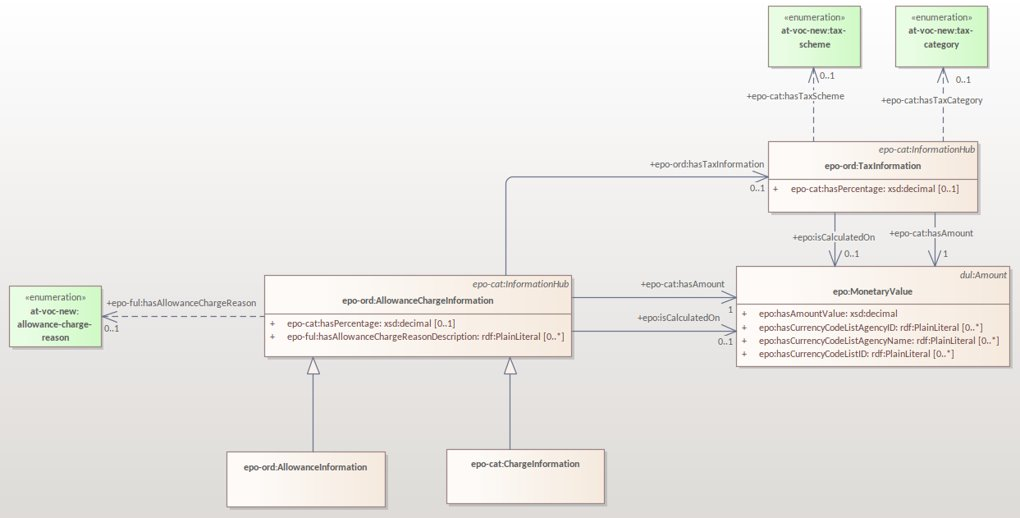 «enumeration»
at-voc-new:tax-
scheme
«enumeration»
at-voc-new:tax-
category
0..1
0..1
+epo-cat:hasTaxScheme
+epo-cat:hasTaxCategory
epo-cat:InformationHub
epo-ord:TaxInformation
+ epo-cat:hasPercentage: xsd:decimal [0..1]
+epo-ord:hasTaxInformation
0..1
+epo:isCalculatedOn
+epo-cat:hasAmount
0..1
1
dul:Amount
epo:MonetaryValue
+ epo:hasAmountValue: xsd:decimal
+ epo:hasCurrencyCodeListAgencyID: rdf:PlainLiteral [0..*]
+ epo:hasCurrencyCodeListAgencyName: rdf:PlainLiteral [0..*]
+ epo:hasCurrencyCodeListID: rdf:PlainLiteral [0..*]
+epo-cat:hasAmount
1
+epo:isCalculatedOn
0..1
epo-cat:InformationHub
epo-ord:AllowanceChargeInformation
+ epo-cat:hasPercentage: xsd:decimal [0..1]
+ epo-ful:hasAllowanceChargeReasonDescription: rdf:PlainLiteral [0..*]
+epo-ful:hasAllowanceChargeReason
0..1
«enumeration»
at-voc-new:
allowance-charge-
reason
epo-ord:AllowanceInformation
epo-cat:ChargeInformation